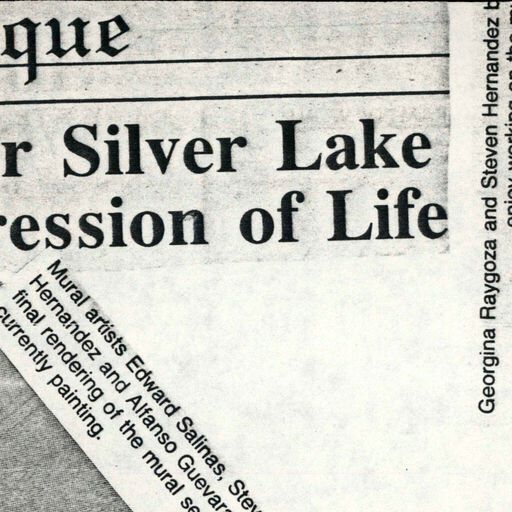 que
r Silver Lake
ression of Life
Mural artists Edward Salinas, Stev
Hernandez and Alfanso Guevar
final rendering of the mural se
currently painting.
Georgina Raygoza and Steven Hernandez b
enjoy working on the m